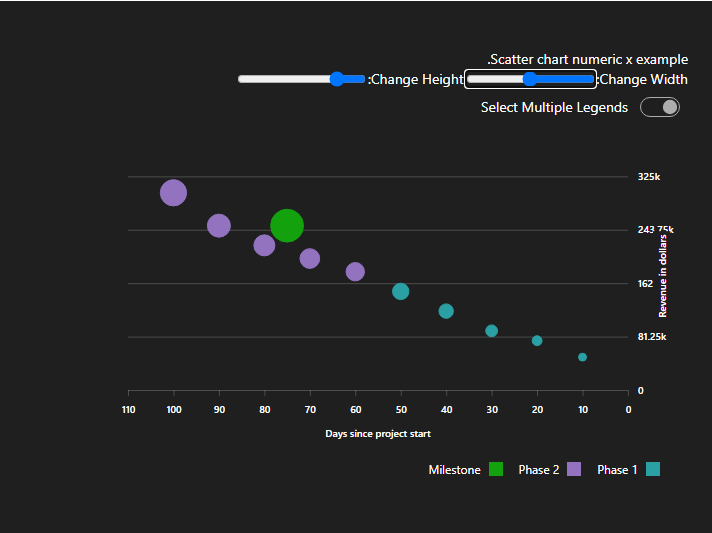 .Scatter chart numeric x example
:Change Height :Change Width
Select Multiple Legends
325k
243.75k
Revenue in dollars
162
81.25k
0
110 100 90 80 70 60 50 40 30 20 10 0
Days since project start
Milestone Phase 2 Phase 1